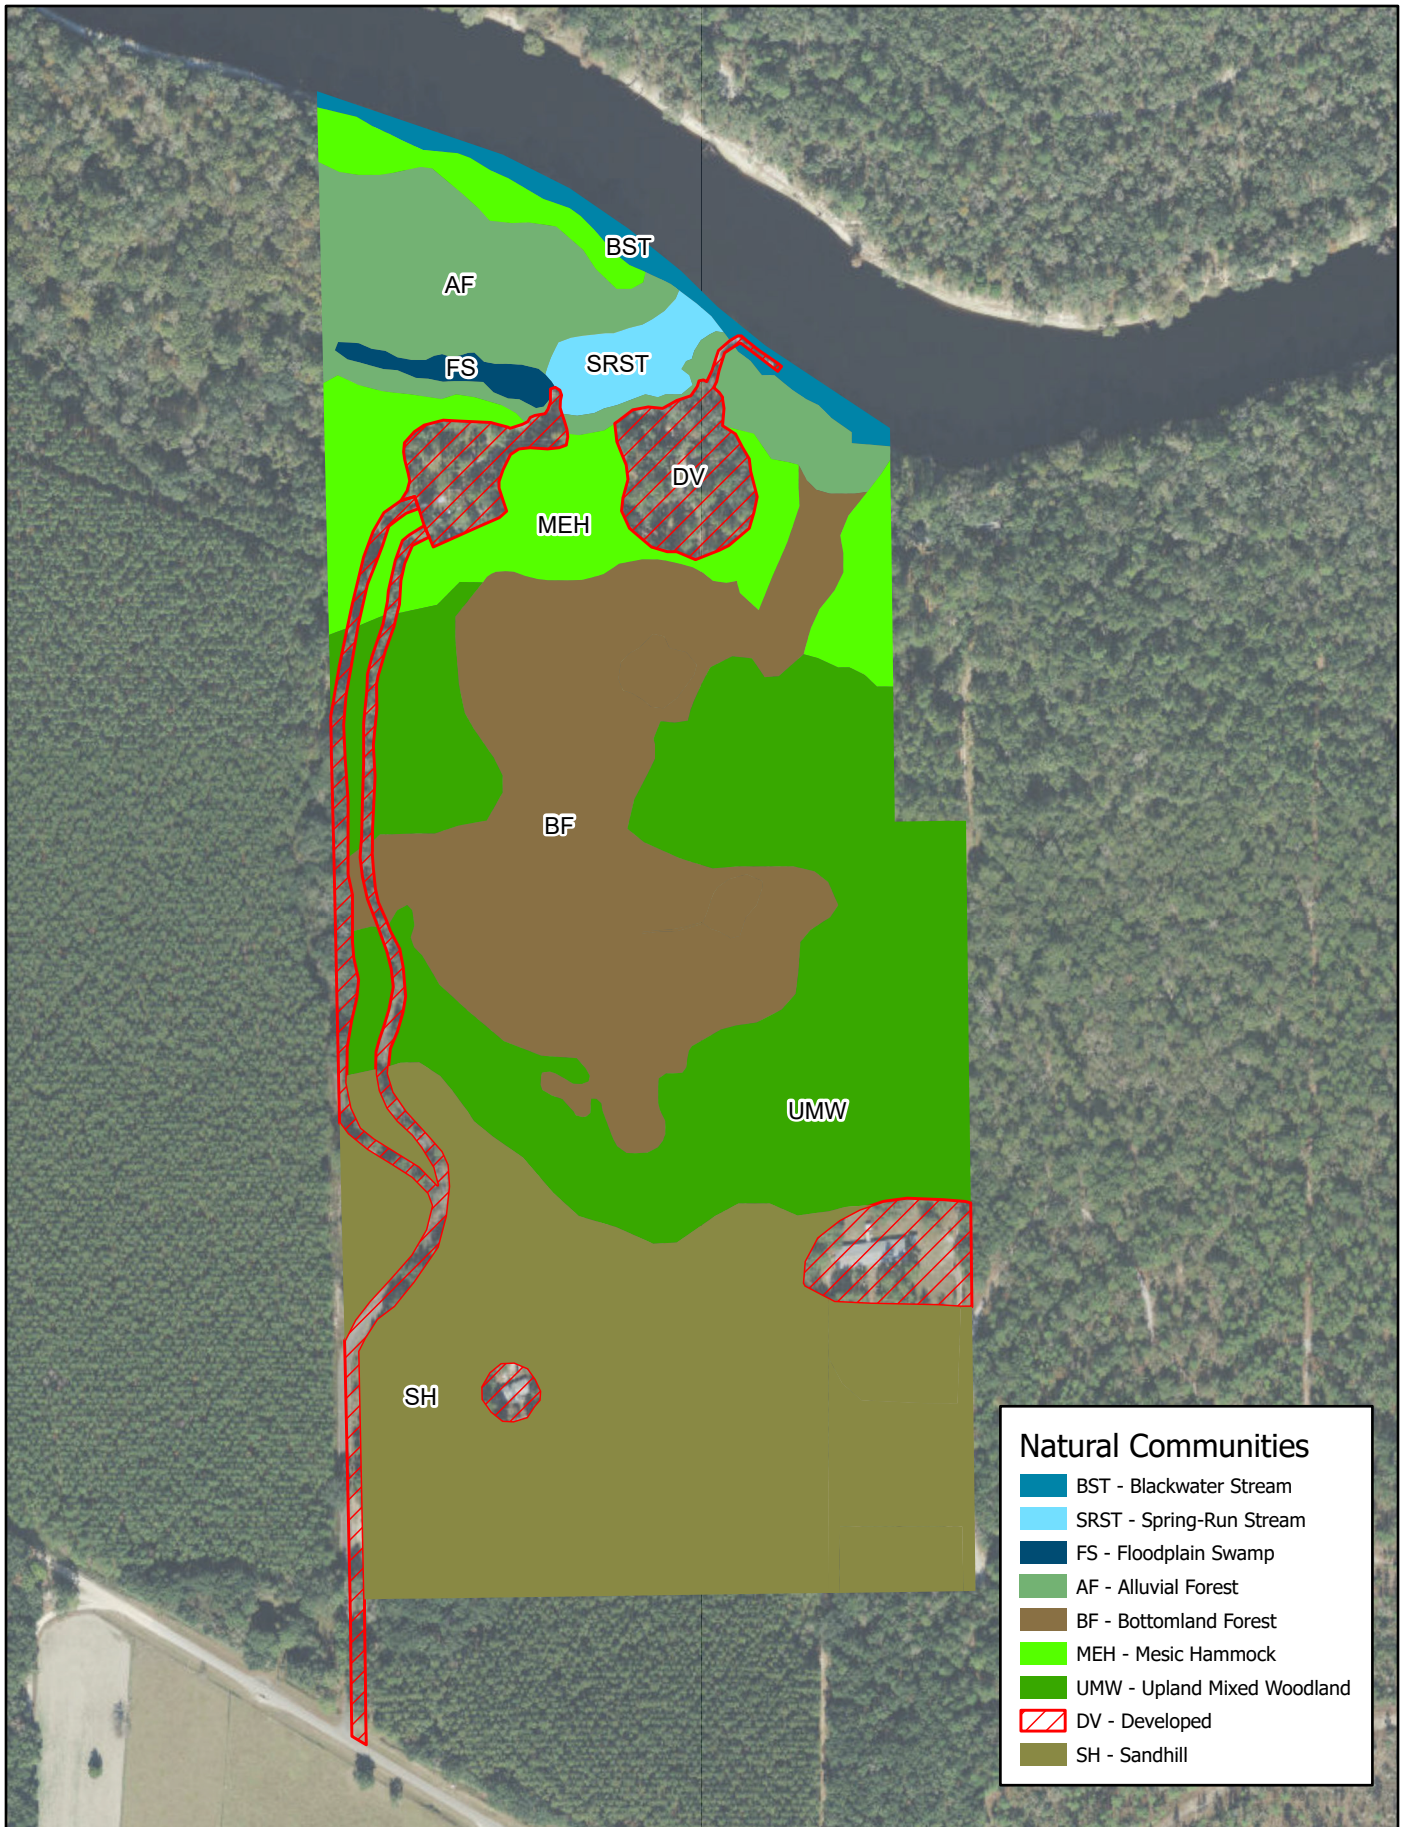 BST
AF
SRST
FS
DV
MEH
BF
UMW
SH
Natural Communities
BST - Blackwater Stream
SRST - Spring-Run Stream
FS - Floodplain Swamp
AF - Alluvial Forest
BF - Bottomland Forest
MEH - Mesic Hammock
UMW - Upland Mixed Woodland
DV - Developed
SH - Sandhill